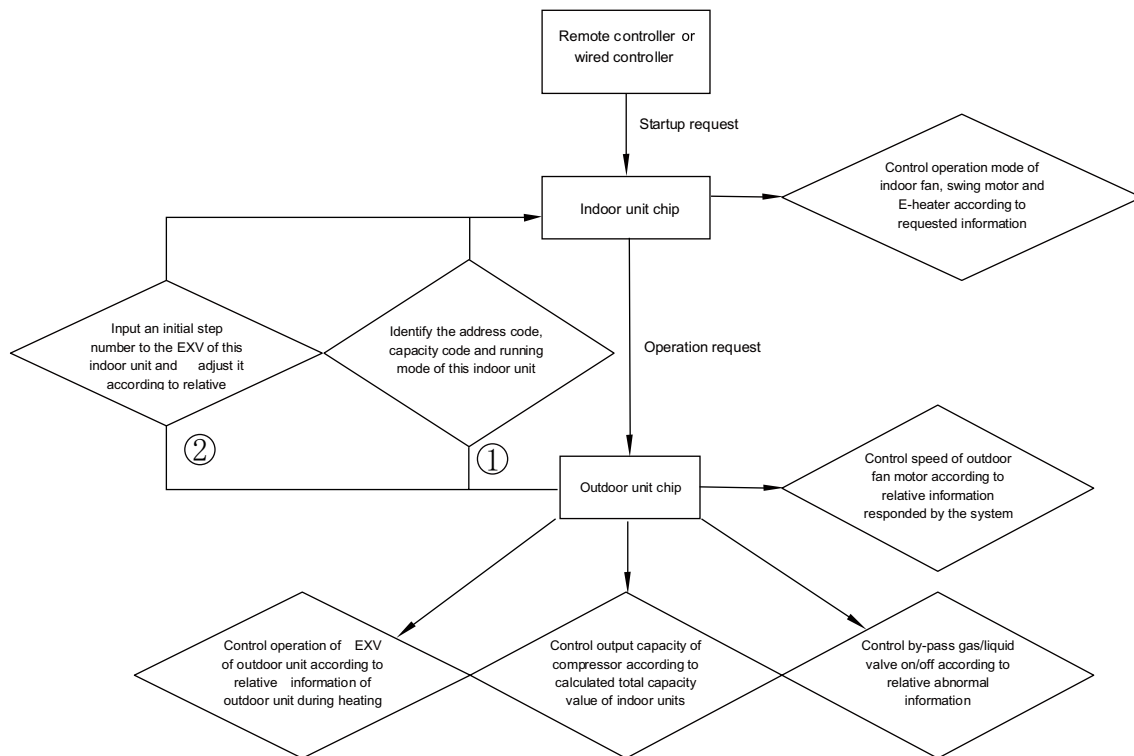 Remote controller or
wired controller
Startup request
Control operation mode of
indoor fan, swing motor and
E-heater according to
requested information
Indoor unit chip
Input an initial step
number to the EXV of this
indoor unit and adjust it
according to relative
Identify the address code,
capacity code and running
mode of this indoor unit
Operation request
②
①
Outdoor unit chip
Control speed of outdoor
fan motor according to
relative information
responded by the system
Control operation of EXV
of outdoor unit according to
relative information of
outdoor unit during heating
Control output capacity of
compressor according to
calculated total capacity
value of indoor units
Control by-pass gas/liquid
valve on/off according to
relative abnormal
information